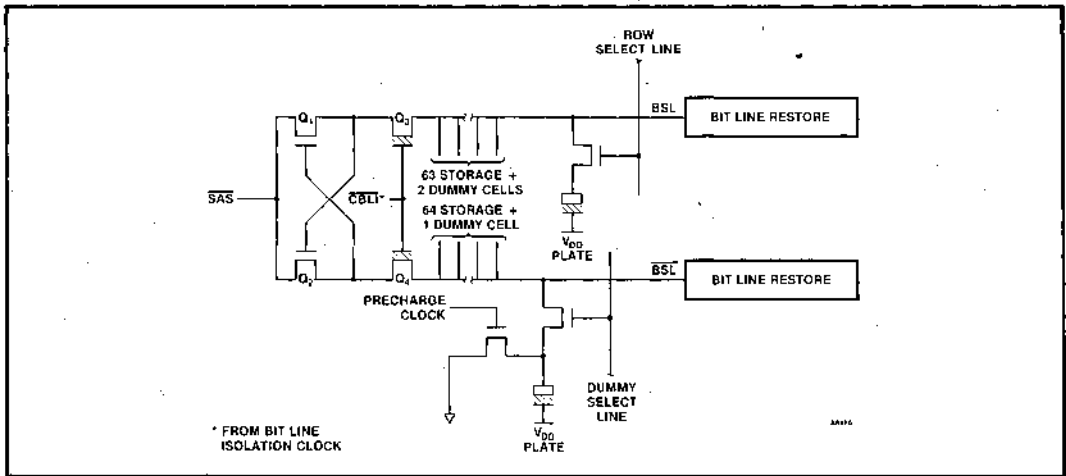 ROW
SELECT LINE
BSL
BIT LINE RESTORE
Q₁
Q₃
63 STORAGE +
2 DUMMY CELLS
SAS
CBLI*
64 STORAGE +
1 DUMMY CELL
V_DD
PLATE
BSL
BIT LINE RESTORE
Q₂
Q₄
PRECHARGE
CLOCK
DUMMY
SELECT
LINE
V_DD
PLATE
* FROM BIT LINE
ISOLATION CLOCK